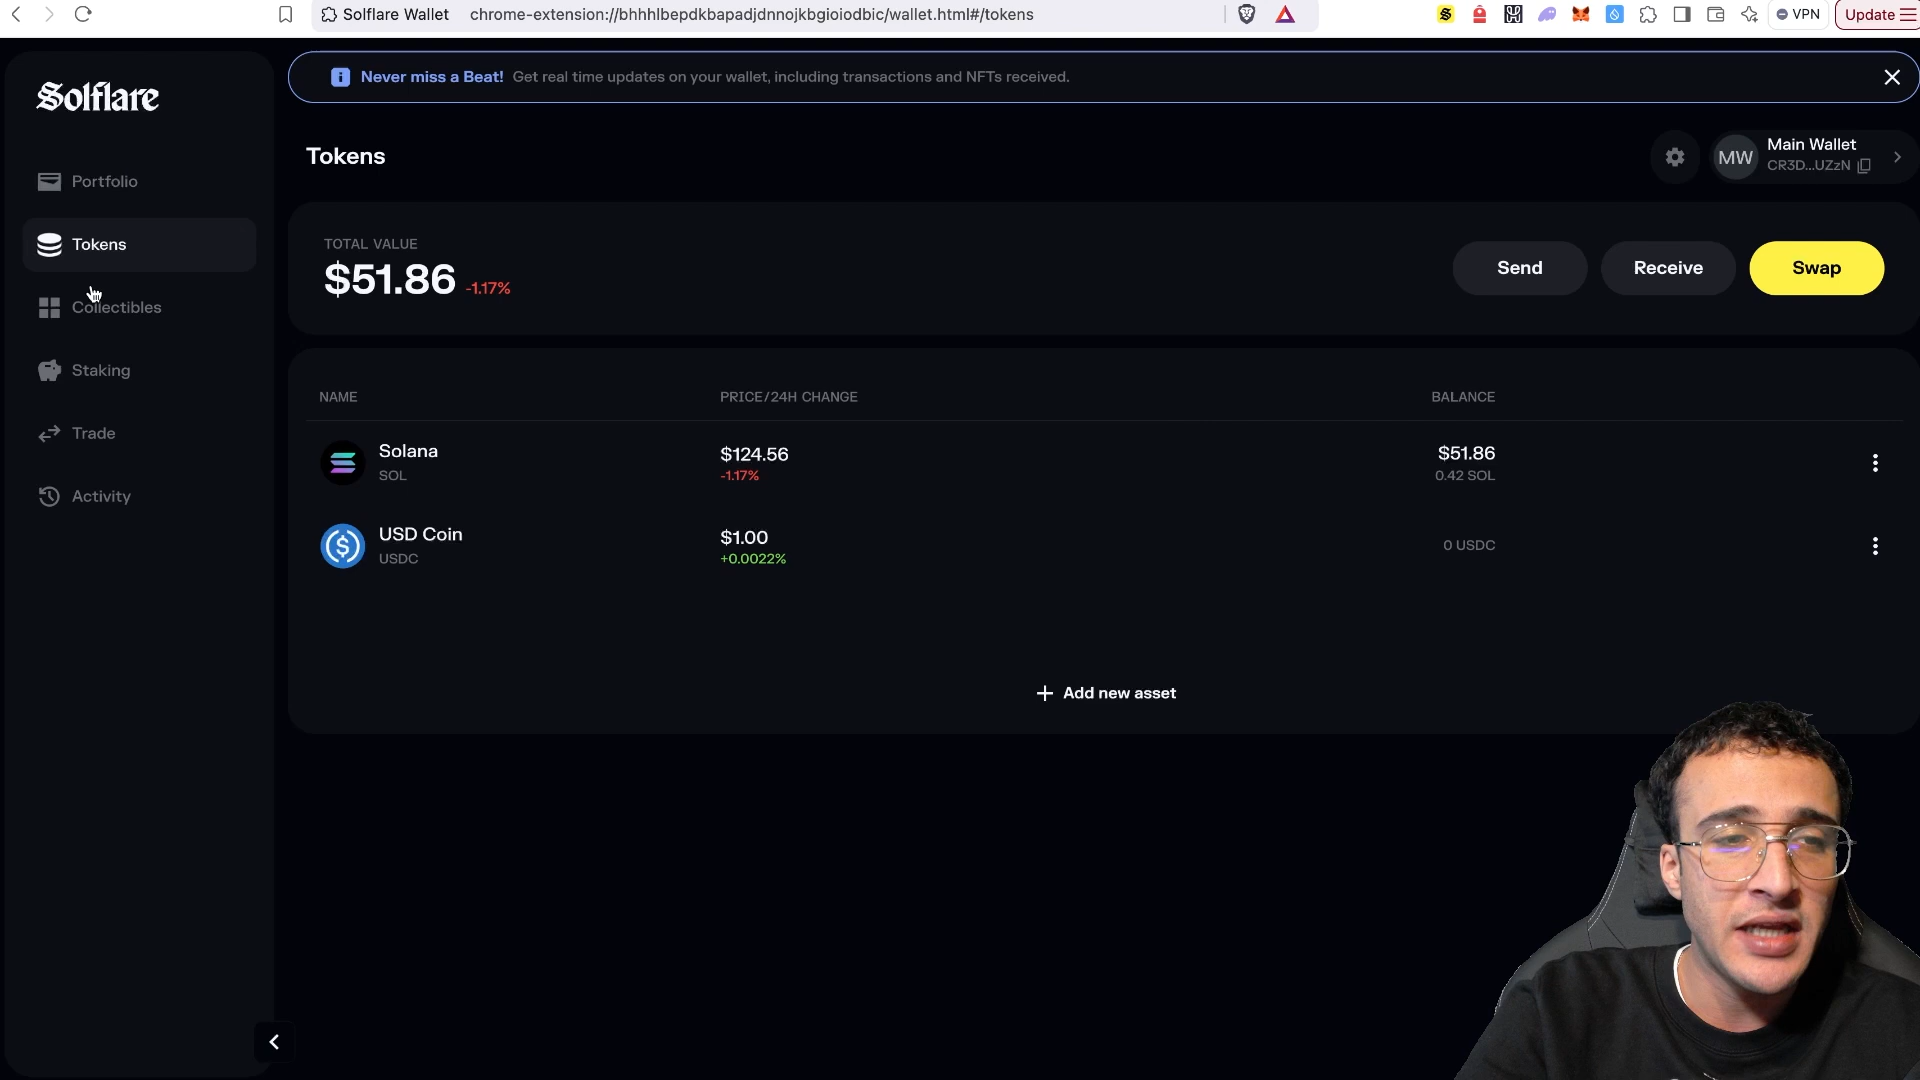 Solflare Wallet chrome-extension://bhhhlbepdkbapadjdnnojkbgioiodbic/wallet.html#/tokens VPN Update
Never miss a Beat! Get real time updates on your wallet, including transactions and NFTs received.
Solflare
Portfolio
Tokens
Collectibles
Staking
Trade
Activity
Tokens
MW Main Wallet
CR3D...UZzN
TOTAL VALUE
$51.86 -1.17%
Send Receive Swap
NAME PRICE/24H CHANGE BALANCE
Solana $124.56 $51.86
SOL -1.17% 0.42 SOL
USD Coin $1.00 0 USDC
USDC +0.0022%
Add new asset